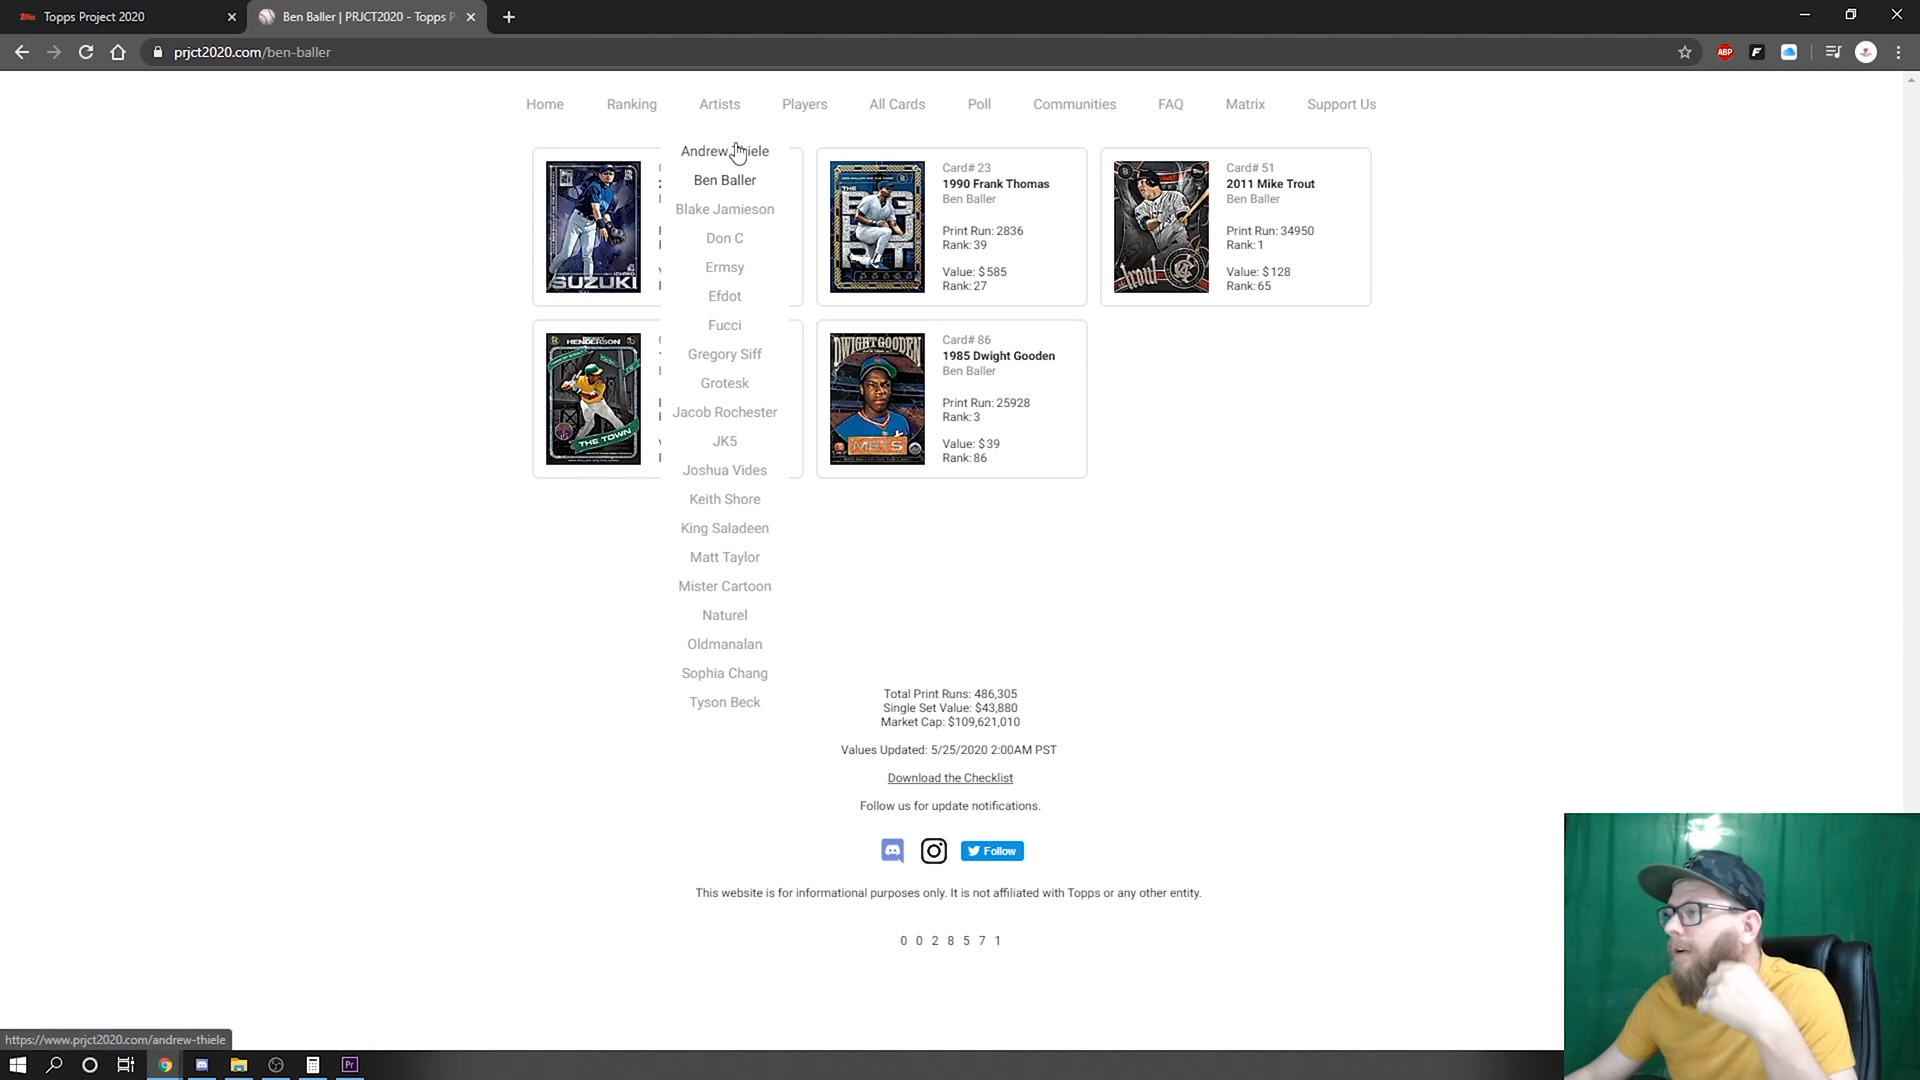 Topps Project 2020
Ben Baller | PRJCT2020 - Topps P
prjct2020.com/ben-baller
ABP
Home Ranking Artists Players All Cards Poll Communities FAQ Matrix Support Us
Andrew Thiele
Ben Baller
Blake Jamieson
Don C
Ermsy
Efdot
Fucci
Gregory Siff
Grotesk
Jacob Rochester
JK5
Joshua Vides
Keith Shore
King Saladeen
Matt Taylor
Mister Cartoon
Naturel
Oldmanalan
Sophia Chang
Tyson Beck
SUZUKI
THE
Card# 23
1990 Frank Thomas
Ben Baller
Print Run: 2836
Rank: 39
Value: $585
Rank: 27
Trout
Card# 51
2011 Mike Trout
Ben Baller
Print Run: 34950
Rank: 1
Value: $128
Rank: 65
HENDERSON
THE TOWN
DWIGHT GOODEN
METS
Card# 86
1985 Dwight Gooden
Ben Baller
Print Run: 25928
Rank: 3
Value: $39
Rank: 86
Total Print Runs: 486,305
Single Set Value: $43,880
Market Cap: $109,621,010
Values Updated: 5/25/2020 2:00AM PST
Download the Checklist
Follow us for update notifications.
Follow
This website is for informational purposes only. It is not affiliated with Topps or any other entity.
0 0 2 8 5 7 1
https://www.prjct2020.com/andrew-thiele
Pr